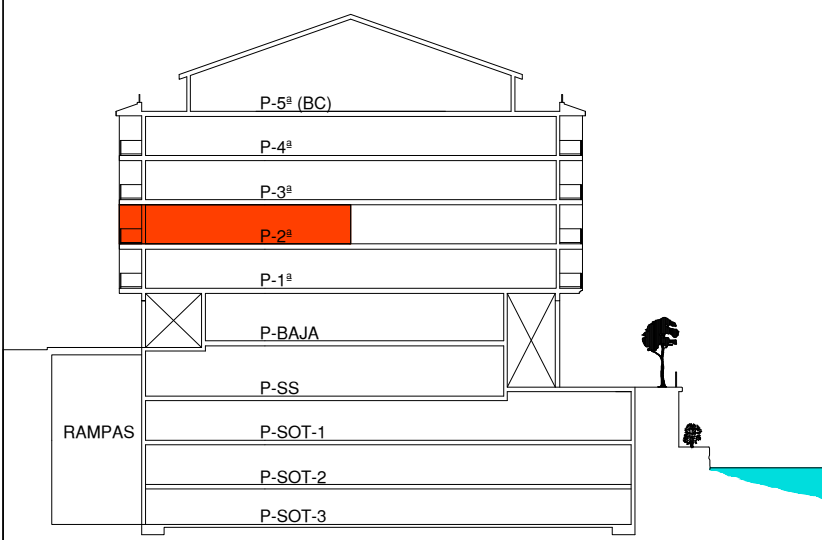 P-5ª (BC)
P-4ª
P-3ª
P-2ª
P-1ª
P-BAJA
P-SS
RAMPAS
P-SOT-1
P-SOT-2
P-SOT-3